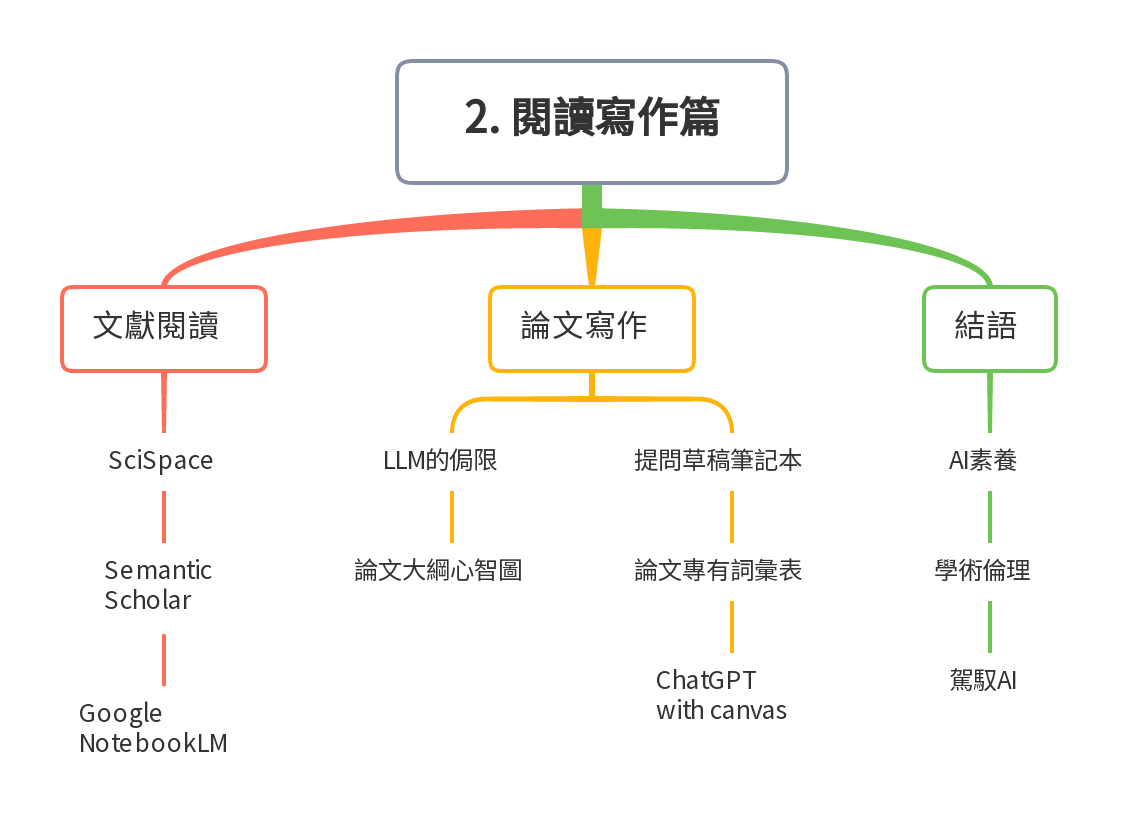 2. 閱讀寫作篇
文獻閱讀
SciSpace
Semantic
Scholar
Google
NotebookLM
論文寫作
LLM的侷限
論文大綱心智圖
提問草稿筆記本
論文專有詞彙表
ChatGPT
with canvas
結語
AI素養
學術倫理
駕馭AI